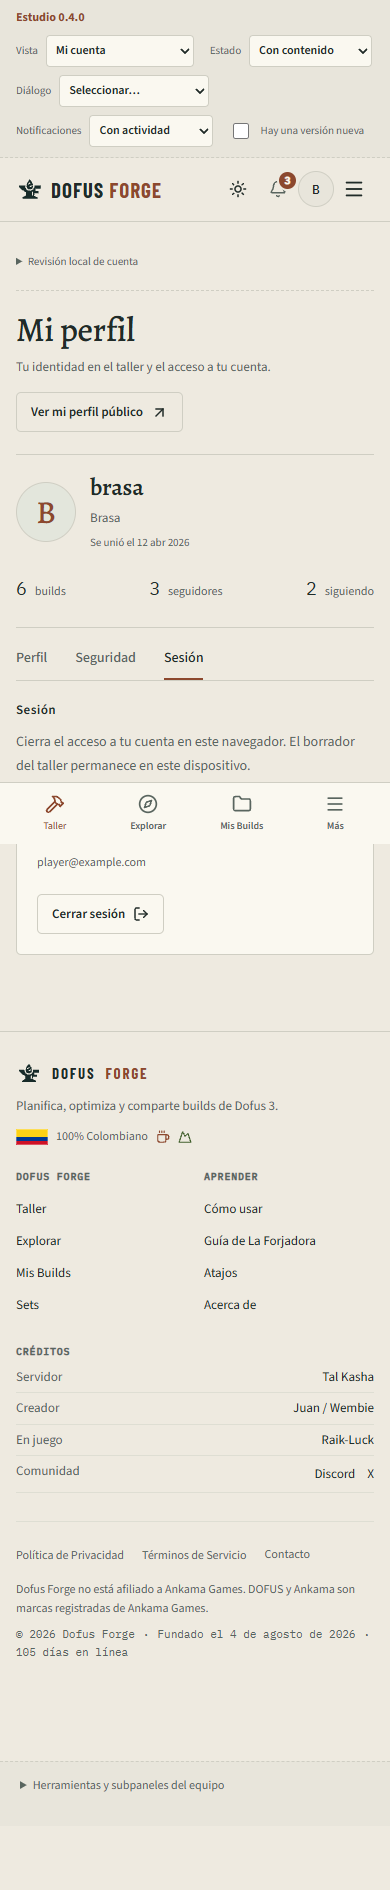 Estudio 0.4.0
Vista Mi cuenta Estado Con contenido
Diálogo Seleccionar...
Notificaciones Con actividad Hay una versión nueva
DOFUS FORGE 3 B
Revisión local de cuenta
Mi perfil
Tu identidad en el taller y el acceso a tu cuenta.
Ver mi perfil público
B
brasa
Brasa
Se unió el 12 abr 2026
6 builds 3 seguidores 2 siguiendo
Perfil Seguridad Sesión
Sesión
Cierra el acceso a tu cuenta en este navegador. El borrador
del taller permanece en este dispositivo.
Taller Explorar Mis Builds Más
player@example.com
Cerrar sesión
DOFUS FORGE
Planifica, optimiza y comparte builds de Dofus 3.
100% Colombiano
DOFUS FORGE APRENDER
Taller Cómo usar
Explorar Guía de La Forjadora
Mis Builds Atajos
Sets Acerca de
CRÉDITOS
Servidor Tal Kasha
Creador Juan / Wembie
En juego Raik-Luck
Comunidad Discord X
Política de Privacidad Términos de Servicio Contacto
Dofus Forge no está afiliado a Ankama Games. DOFUS y Ankama son
marcas registradas de Ankama Games.
© 2026 Dofus Forge · Fundado el 4 de agosto de 2026 ·
105 días en línea
Herramientas y subpaneles del equipo